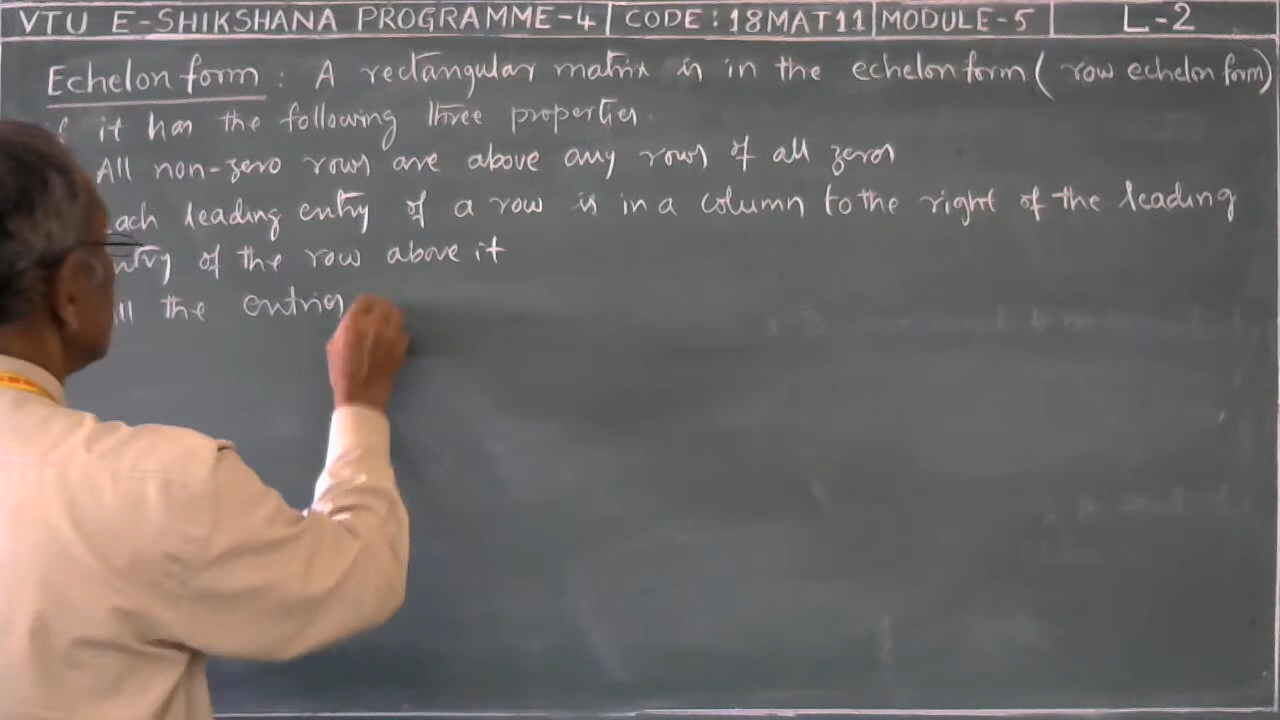 VTU E-SHIKSHANA PROGRAMME-4 | CODE: 18MAT11 | MODULE-5 | L-2
Echelon form : A rectangular matrix is in the echelon form ( row echelon form)
it has the following three properties.
All non-zero rows are above any rows of all zeros
leading entry of a row is in a column to the right of the leading
of the row above it
the entries